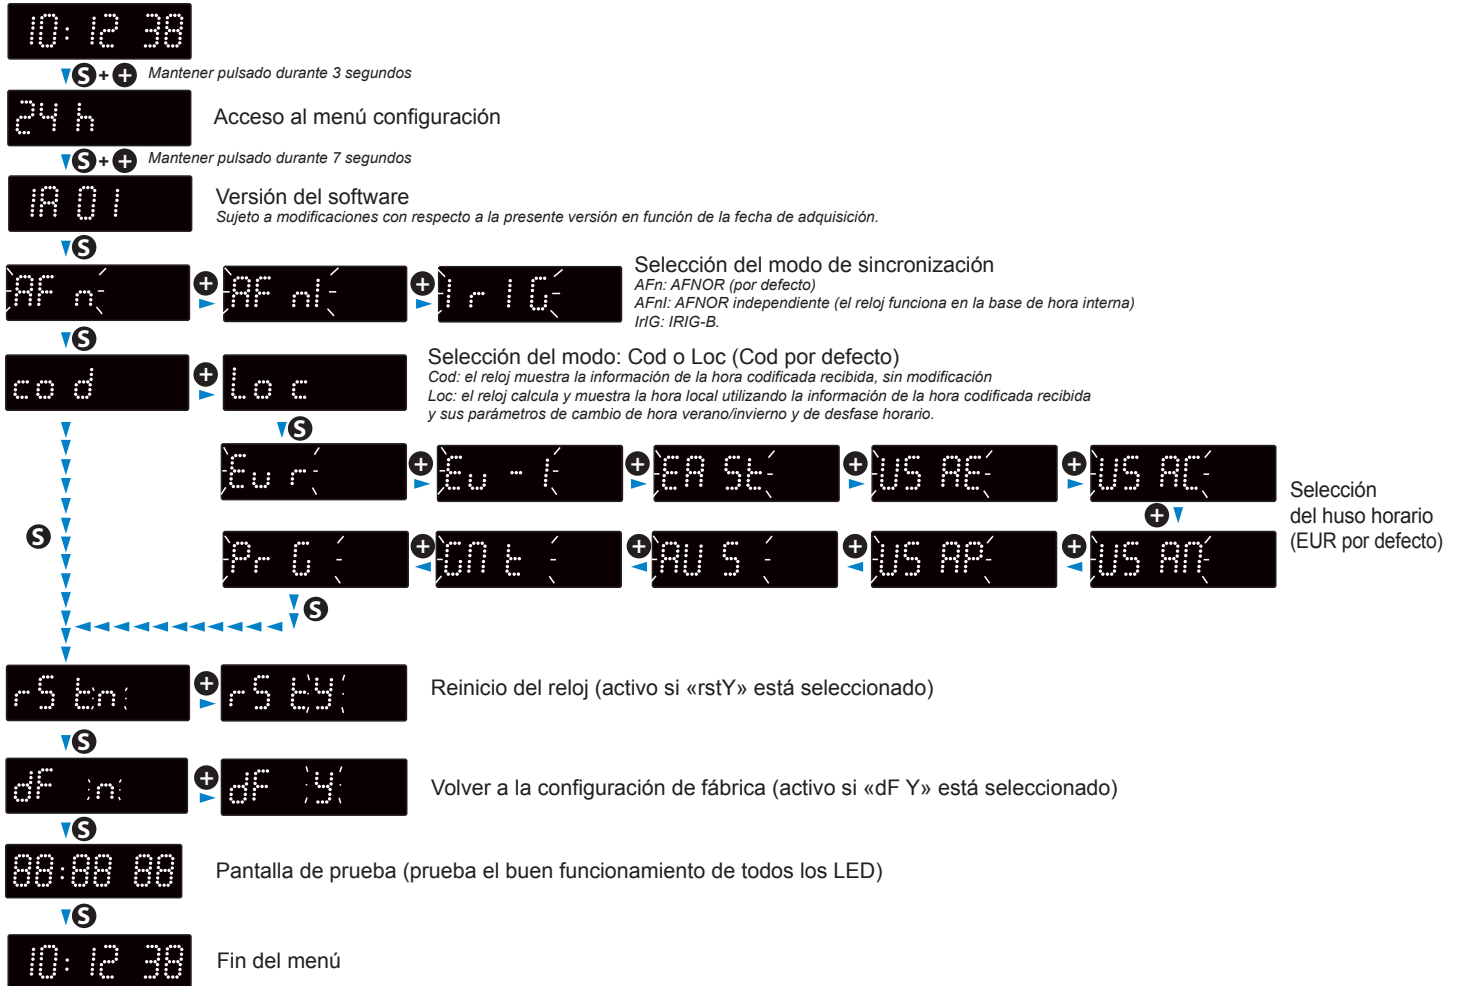 10:12 38
S + + Mantener pulsado durante 3 segundos
24 h Acceso al menú configuración
S + + Mantener pulsado durante 7 segundos
IA 01 Versión del software
Sujeto a modificaciones con respecto a la presente versión en función de la fecha de adquisición.
S
AF n + AF nI + IrIG Selección del modo de sincronización
AFn: AFNOR (por defecto)
AFnI: AFNOR independiente (el reloj funciona en la base de hora interna)
IrIG: IRIG-B.
S
co d + Lo c Selección del modo: Cod o Loc (Cod por defecto)
Cod: el reloj muestra la información de la hora codificada recibida, sin modificación
Loc: el reloj calcula y muestra la hora local utilizando la información de la hora codificada recibida
y sus parámetros de cambio de hora verano/invierno y de desfase horario.
S
Eu r + Eu -1 + EA St + US AE + US AC
Selección
del huso horario
(EUR por defecto)
+
S
Pr G + GM t + AU S + US AP + US AM
S
rS tn + rS tY Reinicio del reloj (activo si «rstY» está seleccionado)
S
dF n + dF Y Volver a la configuración de fábrica (activo si «dF Y» está seleccionado)
S
88:88 88 Pantalla de prueba (prueba el buen funcionamiento de todos los LED)
S
10:12 38 Fin del menú